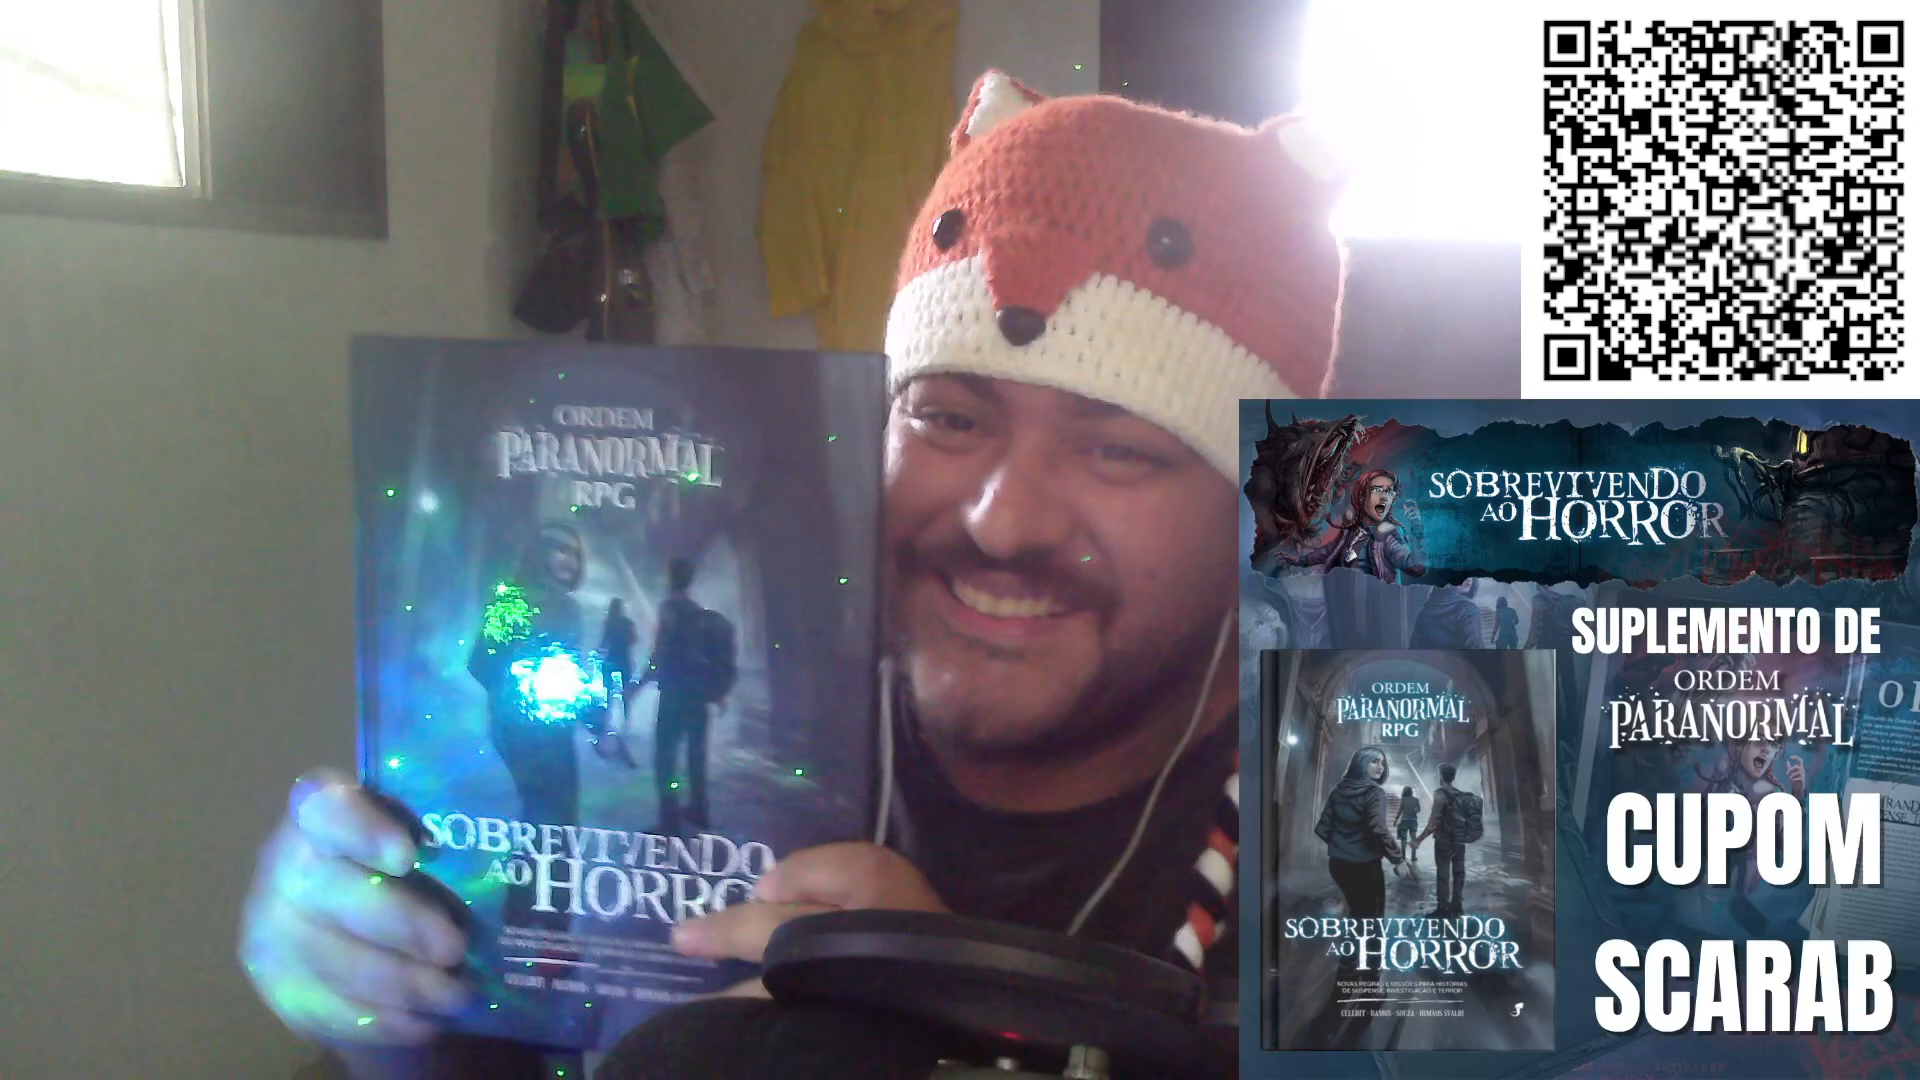 ORDEM
PARANORMAL
RPG
SOBREVIVENDO
AO HORRO
SOBREVIVENDO
AO HORROR
SUPLEMENTO DE
ORDEM
PARANORMAL
CUPOM
SCARAB
ORDEM
PARANORMAL
RPG
SOBREVIVENDO
AO HORROR
NOVAS REGRAS E MISSÕES PARA HISTÓRIAS
DE SUSPENSE, INVESTIGAÇÃO E TERROR
CELLBIT · RAMOS · SOUZA · IRMÃOS SVALDI